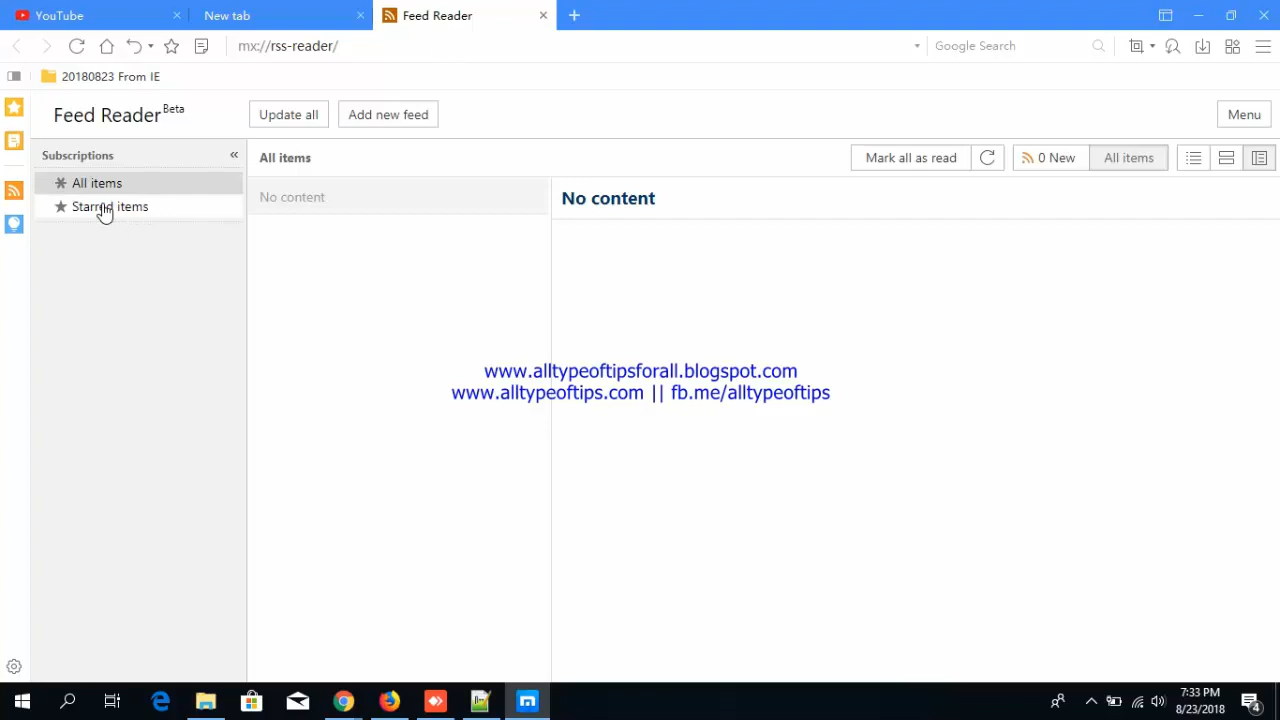 YouTube
New tab
Feed Reader
mx://rss-reader/
Google Search
20180823 From IE
Feed Reader Beta
Update all
Add new feed
Menu
Subscriptions
All items
Mark all as read
0 New
All items
All items
Starred items
No content
No content
www.alltypeoftipsforall.blogspot.com
www.alltypeoftips.com || fb.me/alltypeoftips
7:33 PM
8/23/2018
4